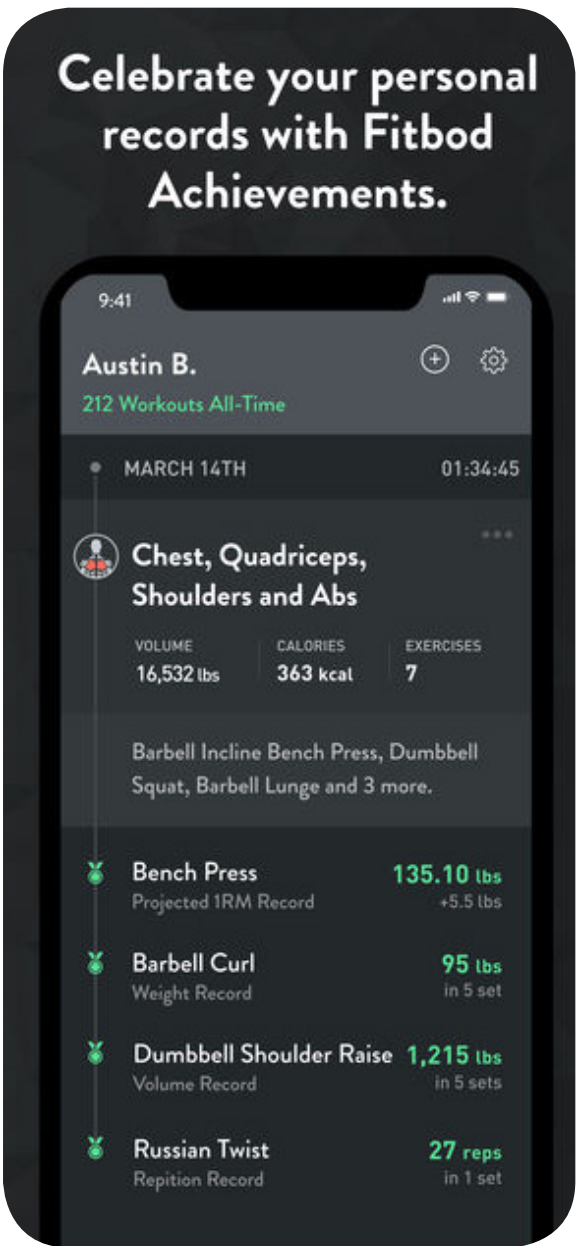 Celebrate your personal
records with Fitbod
Achievements.
9:41
Austin B.
212 Workouts All-Time
MARCH 14TH 01:34:45
Chest, Quadriceps,
Shoulders and Abs
VOLUME CALORIES EXERCISES
16,532 lbs 363 kcal 7
Barbell Incline Bench Press, Dumbbell
Squat, Barbell Lunge and 3 more.
Bench Press 135.10 lbs
Projected 1RM Record +5.5 lbs
Barbell Curl 95 lbs
Weight Record in 5 set
Dumbbell Shoulder Raise 1,215 lbs
Volume Record in 5 sets
Russian Twist 27 reps
Repition Record in 1 set